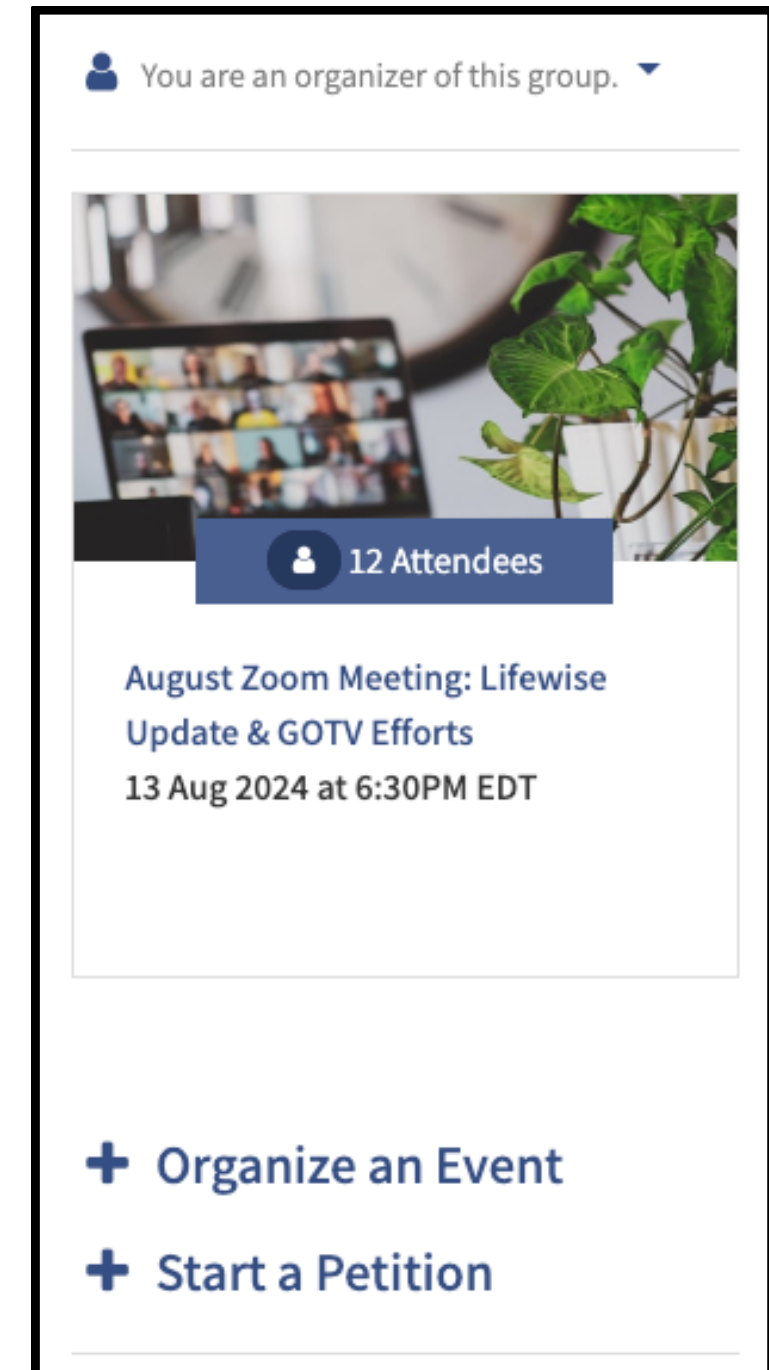 You are an organizer of this group.
12 Attendees
August Zoom Meeting: Lifewise
Update & GOTV Efforts
13 Aug 2024 at 6:30PM EDT
Organize an Event
Start a Petition